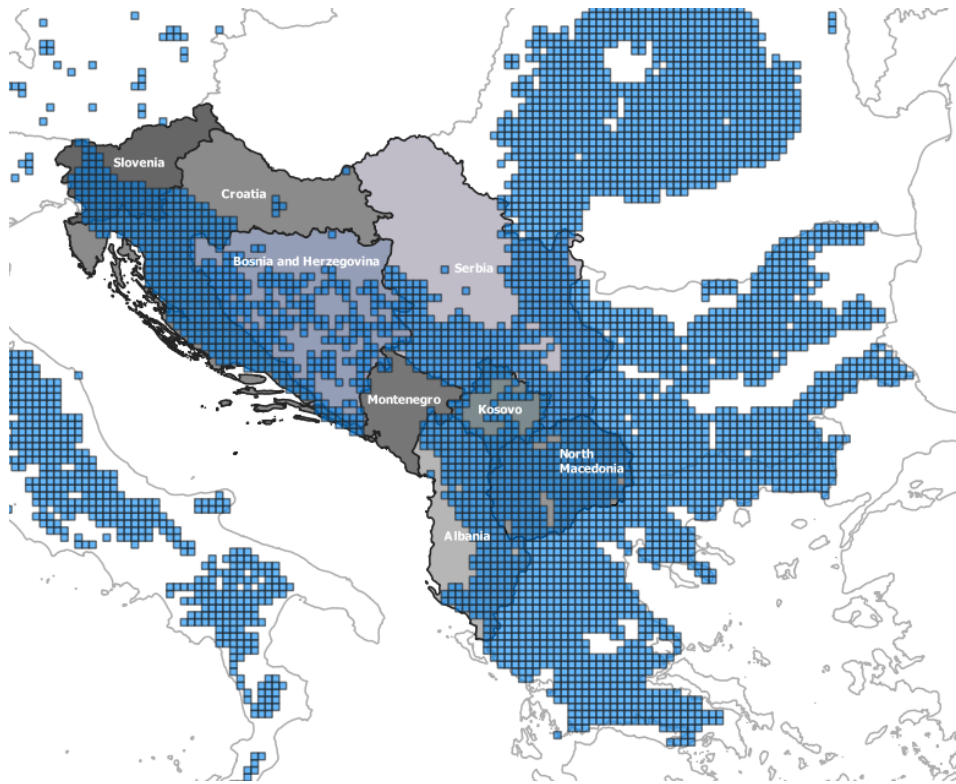 Slovenia
Croatia
Bosnia and Herzegovina
Serbia
Montenegro
Kosovo
North
Macedonia
Albania